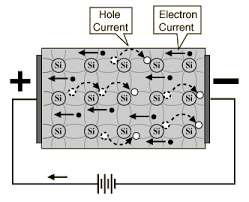 Hole Current
Electron Current
+
−
Si Si Si Si Si
Si Si Si Si Si
Si Si Si Si Si